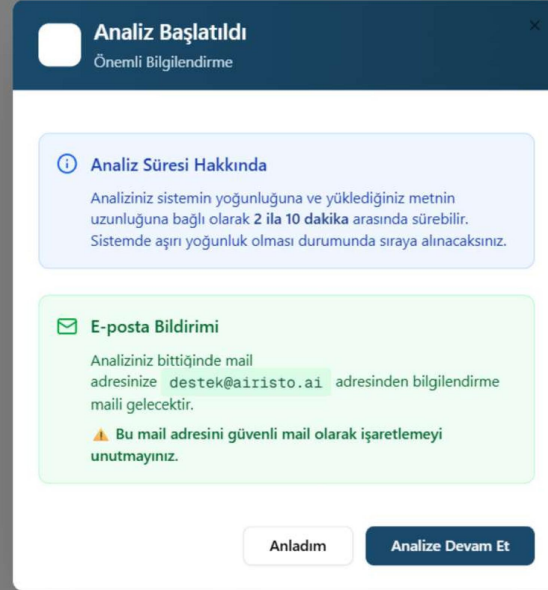 Analiz Başlatıldı
Önemli Bilgilendirme
Analiz Süresi Hakkında
Analiziniz sistemin yoğunluğuna ve yüklediğiniz metnin
uzunluğuna bağlı olarak 2 ila 10 dakika arasında sürebilir.
Sistemde aşırı yoğunluk olması durumunda sıraya alınacaksınız.
E-posta Bildirimi
Analiziniz bittiğinde mail
adresinize destek@airisto.ai adresinden bilgilendirme
maili gelecektir.
⚠️ Bu mail adresini güvenli mail olarak işaretlemeyi
unutmayınız.
Anladım
Analize Devam Et